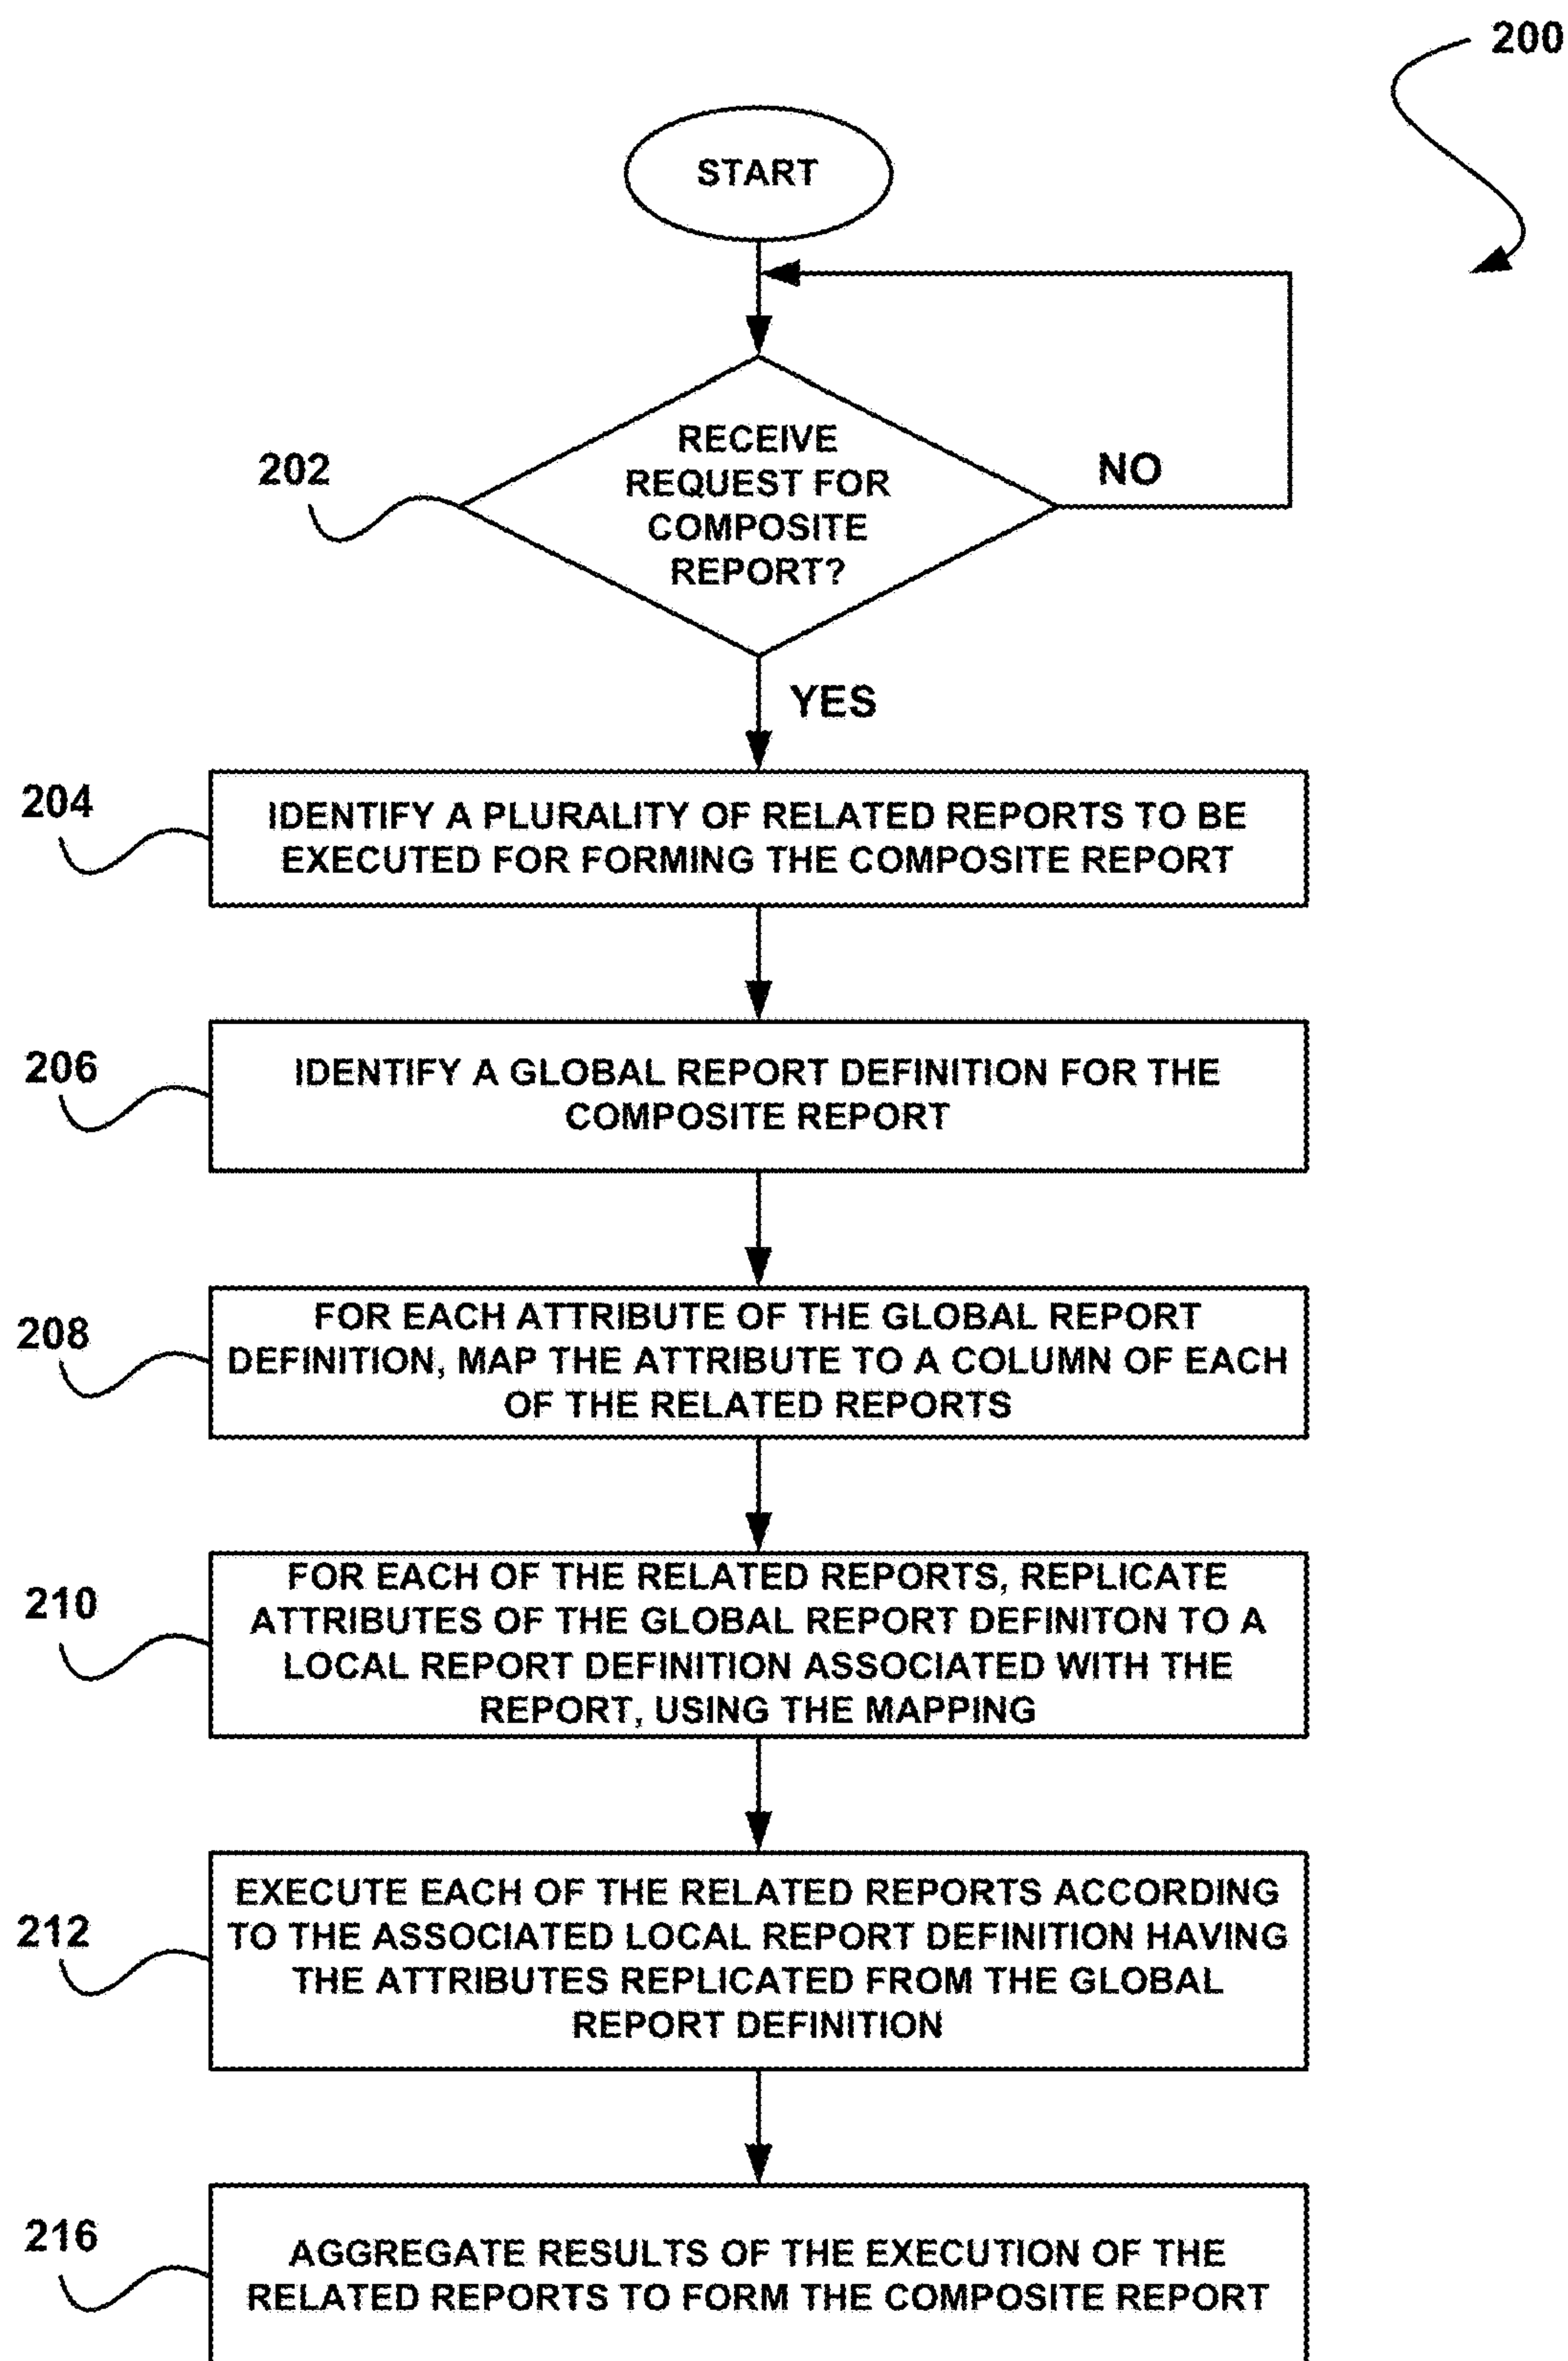 200
START
RECEIVE
REQUEST FOR
COMPOSITE
REPORT?
202
NO
YES
204
IDENTIFY A PLURALITY OF RELATED REPORTS TO BE
EXECUTED FOR FORMING THE COMPOSITE REPORT
206
IDENTIFY A GLOBAL REPORT DEFINITION FOR THE
COMPOSITE REPORT
208
FOR EACH ATTRIBUTE OF THE GLOBAL REPORT
DEFINITION, MAP THE ATTRIBUTE TO A COLUMN OF EACH
OF THE RELATED REPORTS
210
FOR EACH OF THE RELATED REPORTS, REPLICATE
ATTRIBUTES OF THE GLOBAL REPORT DEFINITON TO A
LOCAL REPORT DEFINITION ASSOCIATED WITH THE
REPORT, USING THE MAPPING
212
EXECUTE EACH OF THE RELATED REPORTS ACCORDING
TO THE ASSOCIATED LOCAL REPORT DEFINITION HAVING
THE ATTRIBUTES REPLICATED FROM THE GLOBAL
REPORT DEFINITION
216
AGGREGATE RESULTS OF THE EXECUTION OF THE
RELATED REPORTS TO FORM THE COMPOSITE REPORT